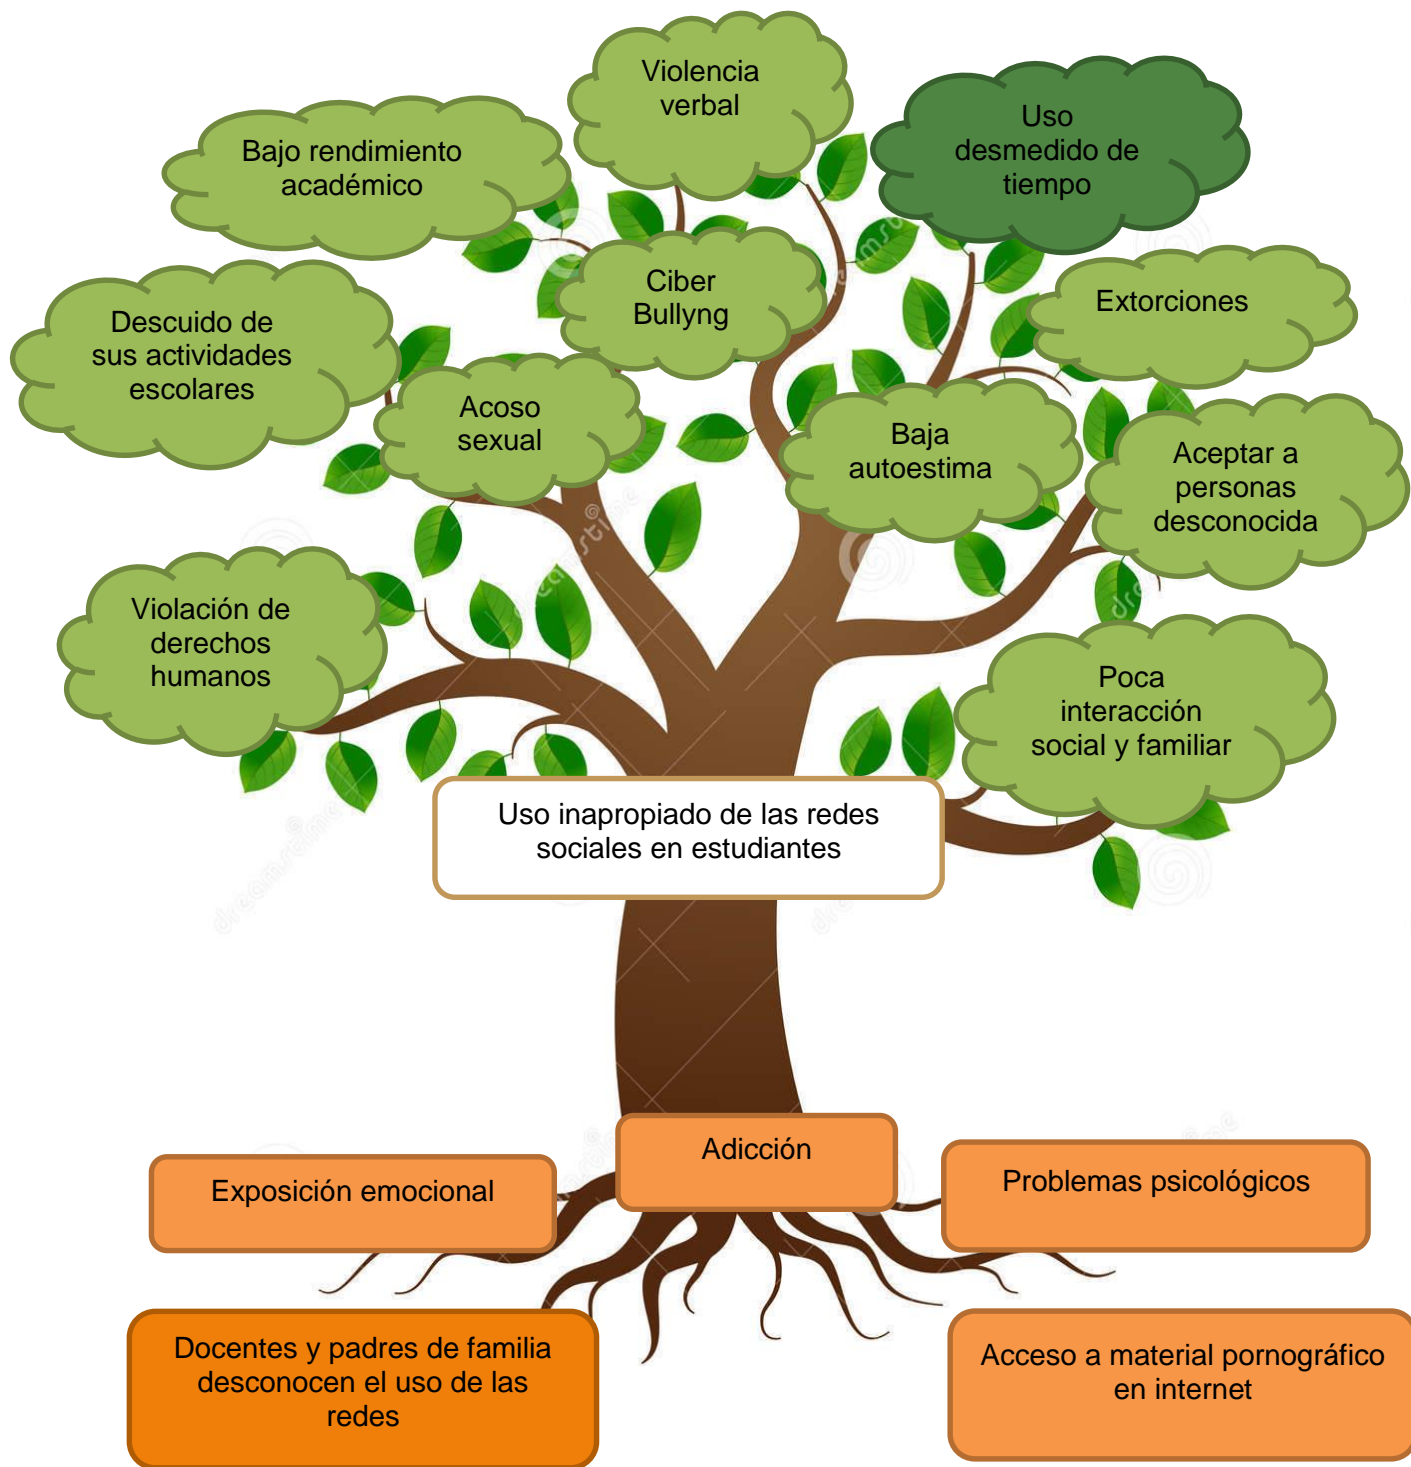 Violencia
verbal
Uso
desmedido de
tiempo
Bajo rendimiento
académico
Ciber
Bullyng
Extorciones
Descuido de
sus actividades
escolares
Acoso
sexual
Baja
autoestima
Aceptar a
personas
desconocida
Violación de
derechos
humanos
Poca
interacción
social y familiar
Uso inapropiado de las redes
sociales en estudiantes
Adicción
Exposición emocional
Problemas psicológicos
Docentes y padres de familia
desconocen el uso de las
redes
Acceso a material pornográfico
en internet
dreamstime
dreamstime